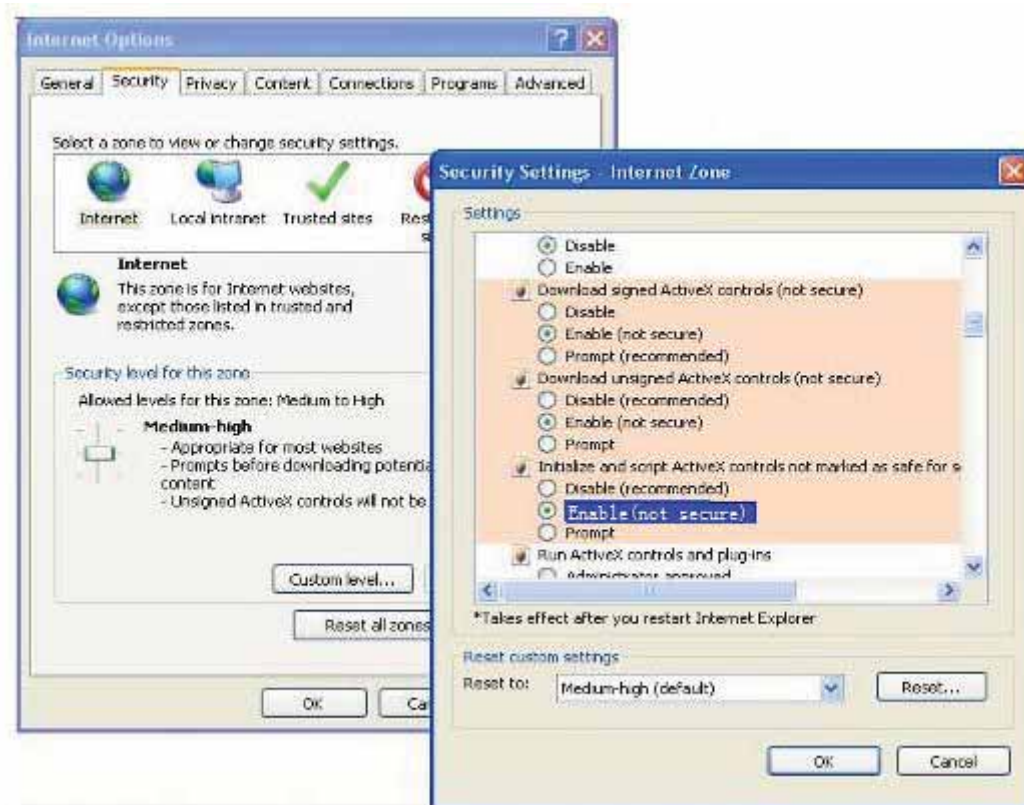 Internet Options
General Security Privacy Content Connections Programs Advanced
Select a zone to view or change security settings.
Internet Local intranet Trusted sites
Internet
This zone is for Internet websites,
except those listed in trusted and
restricted zones.
Security level for this zone
Allowed levels for this zone: Medium to High
Medium-high
- Appropriate for most websites
- Prompts before downloading
content
- Unsigned ActiveX controls will not be
Custom level...
Reset all zones
OK
Security Settings - Internet Zone
Settings
Disable
Enable
Download signed ActiveX controls (not secure)
Disable
Enable (not secure)
Prompt (recommended)
Download unsigned ActiveX controls (not secure)
Disable (recommended)
Enable (not secure)
Prompt
Initialize and script ActiveX controls not marked as safe for s
Disable (recommended)
Enable(not secure)
Prompt
Run ActiveX controls and plug-ins
Administrator approved
*Takes effect after you restart Internet Explorer
Reset custom settings
Reset to: Medium-high (default) Reset...
OK Cancel